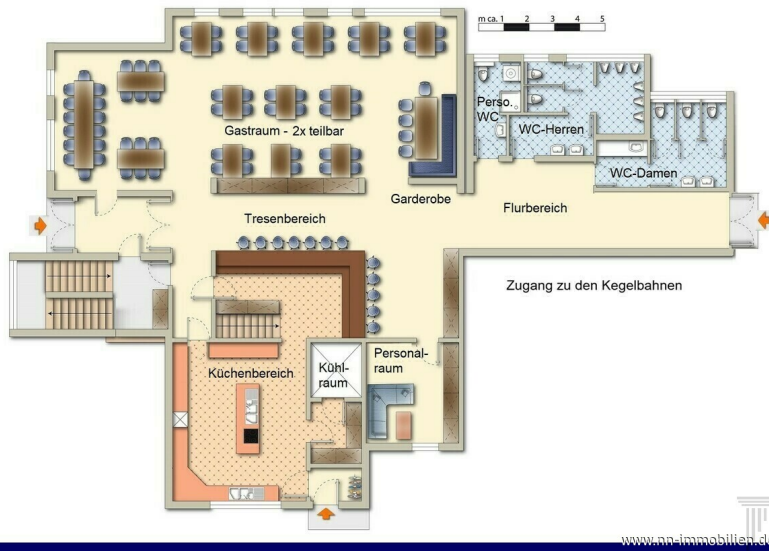 m ca. 1 2 3 4 5
Perso.
WC
WC-Herren
Gastraum - 2x teilbar
WC-Damen
Garderobe
Flurbereich
Tresenbereich
Zugang zu den Kegelbahnen
Küchenbereich
Kühl-
raum
Personal-
raum
www.nn-immobilien.d